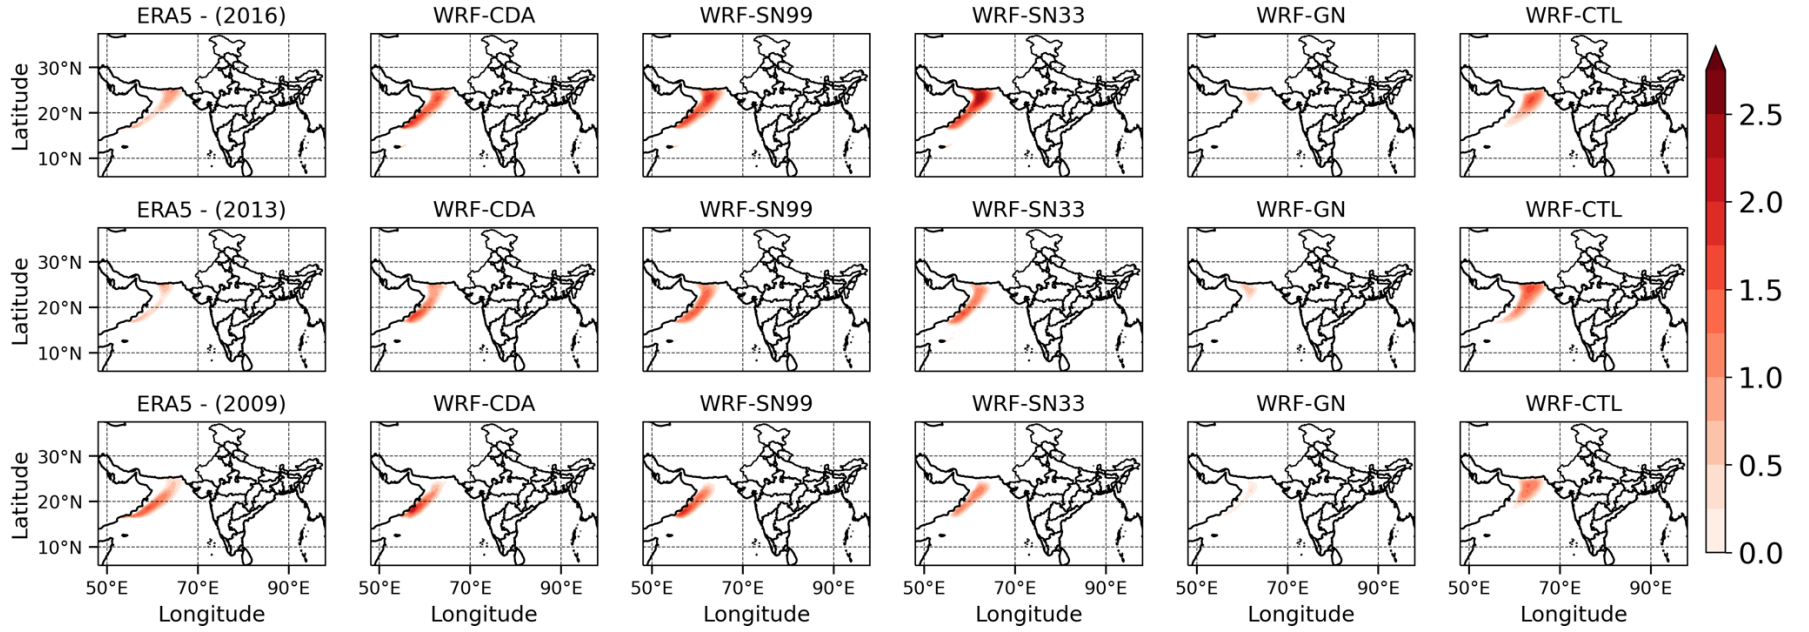 ERA5 - (2016) WRF-CDA WRF-SN99 WRF-SN33 WRF-GN WRF-CTL
Latitude
30°N
20°N
10°N
ERA5 - (2013) WRF-CDA WRF-SN99 WRF-SN33 WRF-GN WRF-CTL
Latitude
30°N
20°N
10°N
ERA5 - (2009) WRF-CDA WRF-SN99 WRF-SN33 WRF-GN WRF-CTL
Latitude
30°N
20°N
10°N
50°E 70°E 90°E 50°E 70°E 90°E 50°E 70°E 90°E 50°E 70°E 90°E 50°E 70°E 90°E 50°E 70°E 90°E
Longitude Longitude Longitude Longitude Longitude Longitude
2.5
2.0
1.5
1.0
0.5
0.0